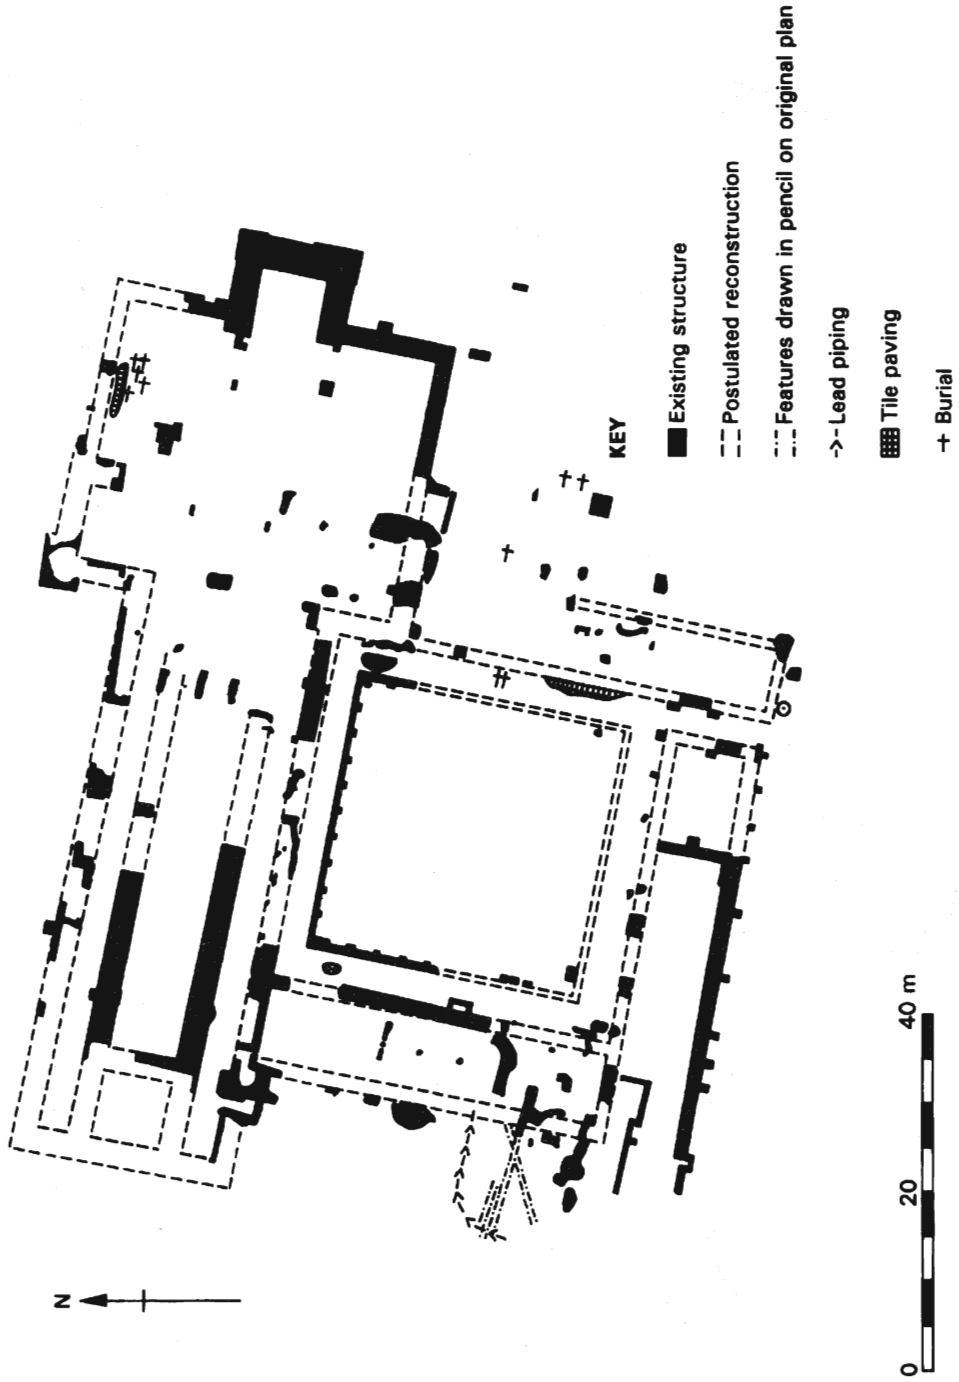 N
KEY
Existing structure
Postulated reconstruction
Features drawn in pencil on original plan
Lead piping
Tile paving
Burial
0 20 40 m